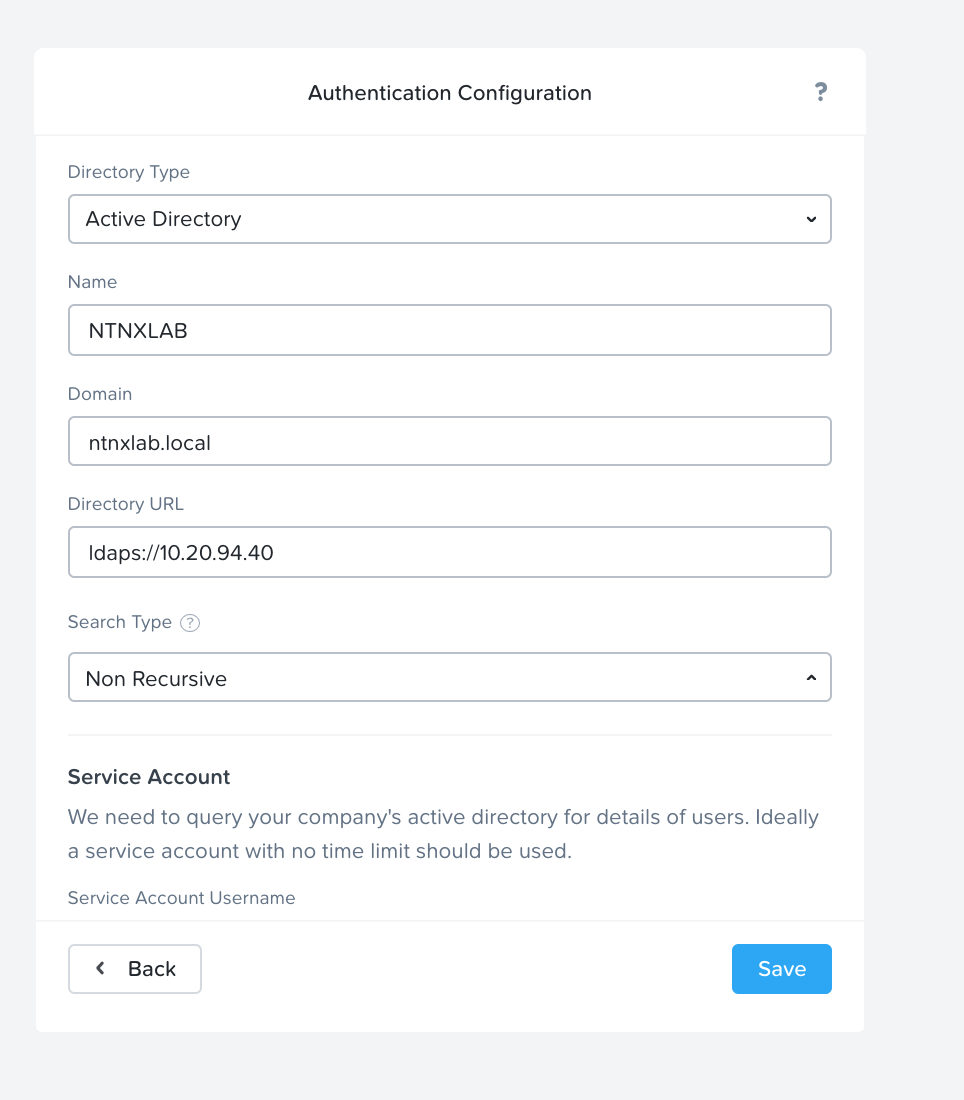 Authentication Configuration
?
Directory Type
Active Directory
Name
NTNXLAB
Domain
ntnxlab.local
Directory URL
ldaps://10.20.94.40
Search Type ?
Non Recursive
Service Account
We need to query your company's active directory for details of users. Ideally
a service account with no time limit should be used.
Service Account Username
Back
Save